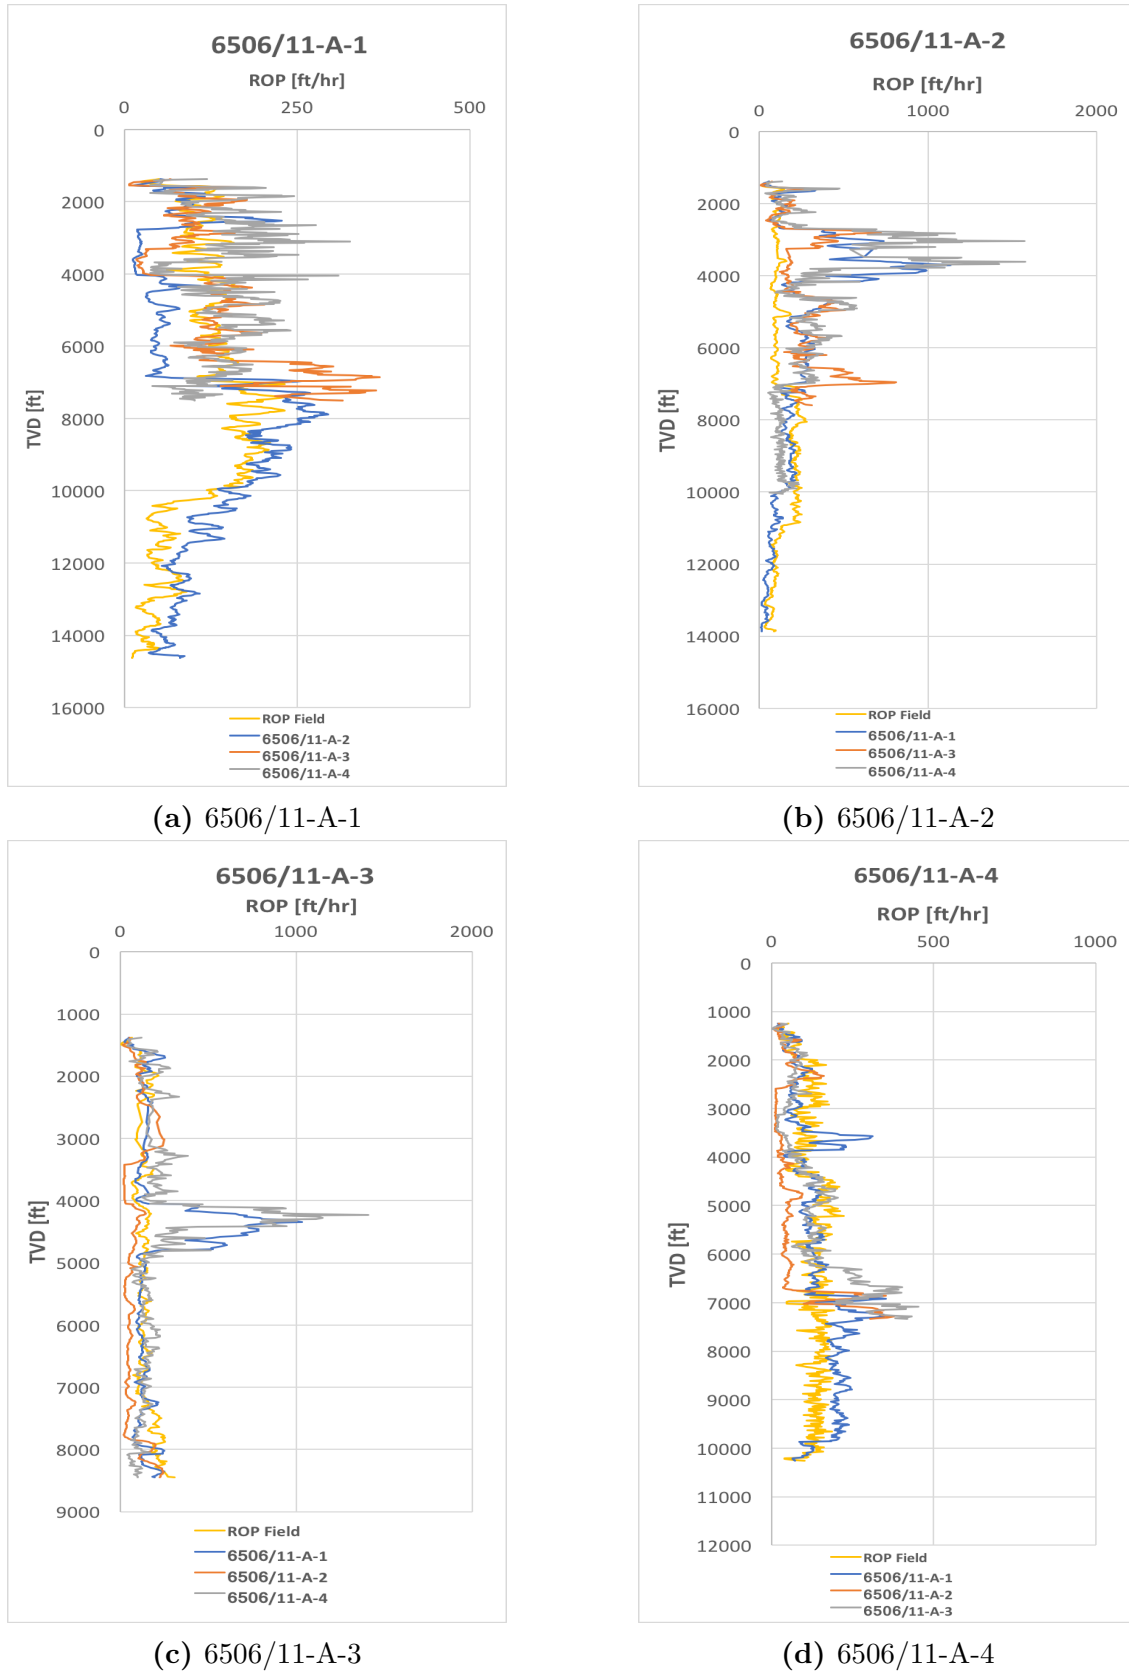 6506/11-A-1
ROP [ft/hr]
0 250 500
0
2000
4000
6000
8000
10000
12000
14000
16000
TVD [ft]
ROP Field
6506/11-A-2
6506/11-A-3
6506/11-A-4
(a) 6506/11-A-1
6506/11-A-2
ROP [ft/hr]
0 1000 2000
0
2000
4000
6000
8000
10000
12000
14000
16000
TVD [ft]
ROP Field
6506/11-A-1
6506/11-A-3
6506/11-A-4
(b) 6506/11-A-2
6506/11-A-3
ROP [ft/hr]
0 1000 2000
0
1000
2000
3000
4000
5000
6000
7000
8000
9000
TVD [ft]
ROP Field
6506/11-A-1
6506/11-A-2
6506/11-A-4
(c) 6506/11-A-3
6506/11-A-4
ROP [ft/hr]
0 500 1000
0
1000
2000
3000
4000
5000
6000
7000
8000
9000
10000
11000
12000
TVD [ft]
ROP Field
6506/11-A-1
6506/11-A-2
6506/11-A-3
(d) 6506/11-A-4